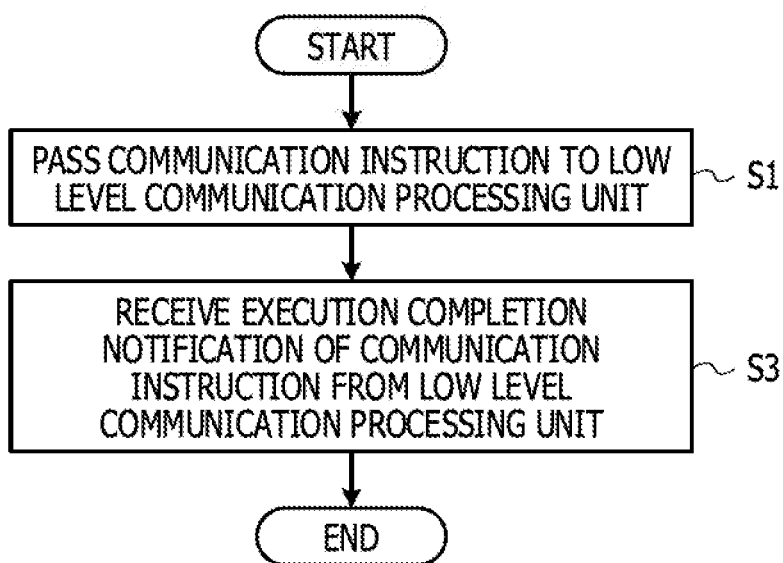 START
PASS COMMUNICATION INSTRUCTION TO LOW
LEVEL COMMUNICATION PROCESSING UNIT
S1
RECEIVE EXECUTION COMPLETION
NOTIFICATION OF COMMUNICATION
INSTRUCTION FROM LOW LEVEL
COMMUNICATION PROCESSING UNIT
S3
END